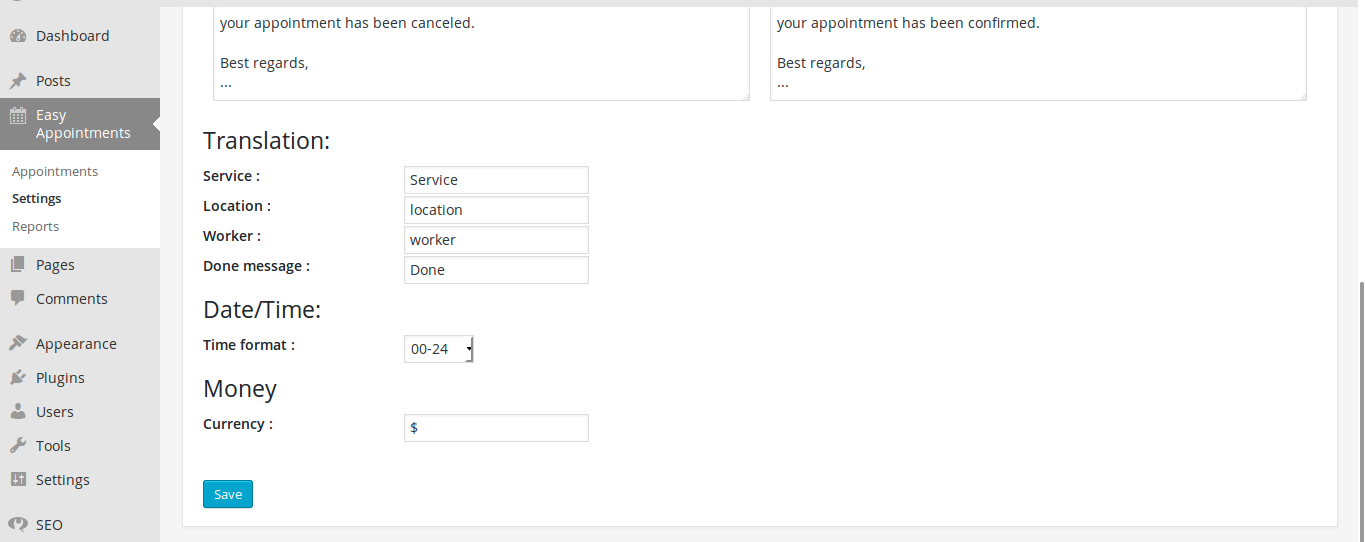 Dashboard
Posts
Easy
Appointments
Appointments
Settings
Reports
Pages
Comments
Appearance
Plugins
Users
Tools
Settings
SEO
your appointment has been canceled.
Best regards,
...
your appointment has been confirmed.
Best regards,
...
Translation:
Service : Service
Location : location
Worker : worker
Done message : Done
Date/Time:
Time format : 00-24
Money
Currency : $
Save